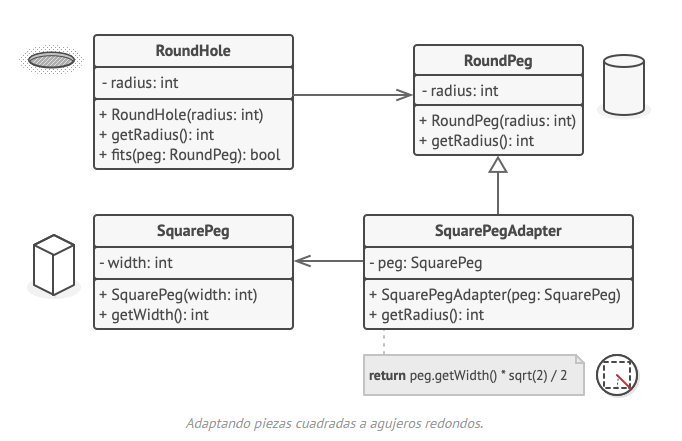 RoundHole
- radius: int
+ RoundHole(radius: int)
+ getRadius(): int
+ fits(peg: RoundPeg): bool
RoundPeg
- radius: int
+ RoundPeg(radius: int)
+ getRadius(): int
SquarePeg
- width: int
+ SquarePeg(width: int)
+ getWidth(): int
SquarePegAdapter
- peg: SquarePeg
+ SquarePegAdapter(peg: SquarePeg)
+ getRadius(): int
return peg.getWidth() * sqrt(2) / 2
Adaptando piezas cuadradas a agujeros redondos.